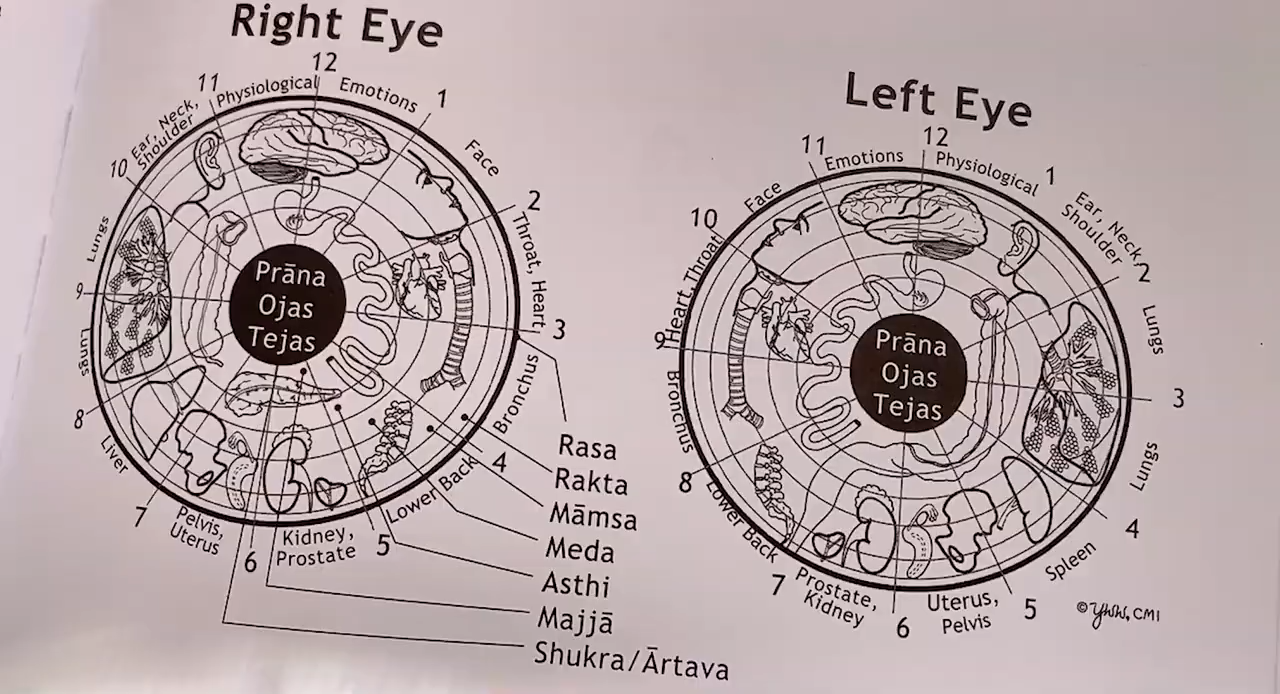 Right Eye
12
11
Physiological
Emotions
1
Ear, Neck,
Shoulder
Face
10
2
Lungs
Throat, Heart,
9
3
Prāna
Ojas
Tejas
Lungs
Bronchus
8
Liver
4
Lower Back
7
Pelvis,
Uterus
6
Kidney,
Prostate
5
Rasa
Rakta
Māmsa
Meda
Asthi
Majjā
Shukra/Ārtava
Left Eye
12
11
Emotions
Physiological
1
Face
Ear, Neck,
Shoulder
10
2
Heart, Throat
Lungs
9
3
Prāna
Ojas
Tejas
Bronchus
Lungs
8
4
Lower Back
Spleen
7
Prostate,
Kidney
6
Uterus,
Pelvis
5
© YWW, CMI